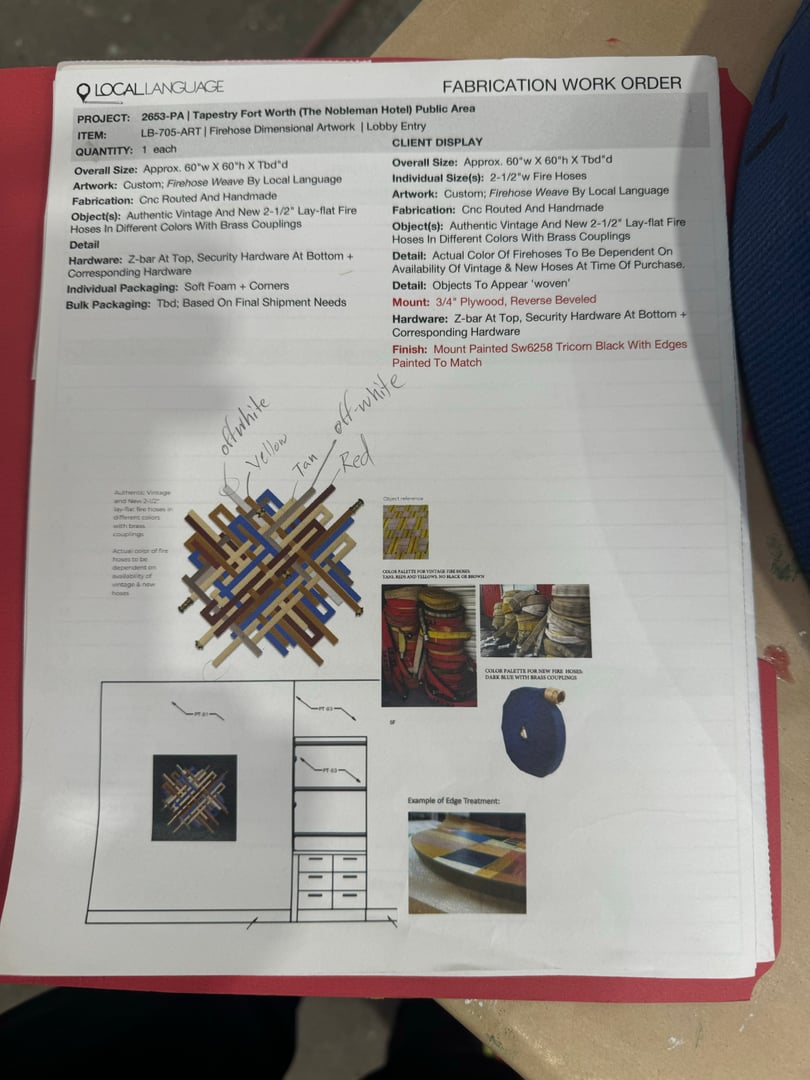 LOCALLANGUAGE
FABRICATION WORK ORDER
PROJECT: 2653-PA | Tapestry Fort Worth (The Nobleman Hotel) Public Area
ITEM: LB-705-ART | Firehose Dimensional Artwork | Lobby Entry
QUANTITY: 1 each
Overall Size: Approx. 60"w X 60"h X Tbd"d
Artwork: Custom; Firehose Weave By Local Language
Fabrication: Cnc Routed And Handmade
Object(s): Authentic Vintage And New 2-1/2" Lay-flat Fire
Hoses In Different Colors With Brass Couplings
Detail
Hardware: Z-bar At Top, Security Hardware At Bottom +
Corresponding Hardware
Individual Packaging: Soft Foam + Corners
Bulk Packaging: Tbd; Based On Final Shipment Needs
CLIENT DISPLAY
Overall Size: Approx. 60"w X 60"h X Tbd"d
Individual Size(s): 2-1/2"w Fire Hoses
Artwork: Custom; Firehose Weave By Local Language
Fabrication: Cnc Routed And Handmade
Object(s): Authentic Vintage And New 2-1/2" Lay-flat Fire
Hoses In Different Colors With Brass Couplings
Detail: Actual Color Of Firehoses To Be Dependent On
Availability Of Vintage & New Hoses At Time Of Purchase.
Detail: Objects To Appear 'woven'
Mount: 3/4" Plywood, Reverse Beveled
Hardware: Z-bar At Top, Security Hardware At Bottom +
Corresponding Hardware
Finish: Mount Painted Sw6258 Tricorn Black With Edges
Painted To Match
offwhite
Yellow
Tan
off-white
Red
Authentic Vintage
and New 2-1/2"
lay-flat fire hoses in
different colors
with brass
couplings
Actual color of fire
hoses to be
dependent on
availability of
vintage & new
hoses
Object reference
COLOR PALETTE FOR VINTAGE FIRE HOSES:
TANS, REDS AND YELLOWS. NO BLACK OR BROWN
COLOR PALETTE FOR NEW FIRE HOSES:
DARK BLUE WITH BRASS COUPLINGS
PT-01
PT-03
PT-03
Example of Edge Treatment: